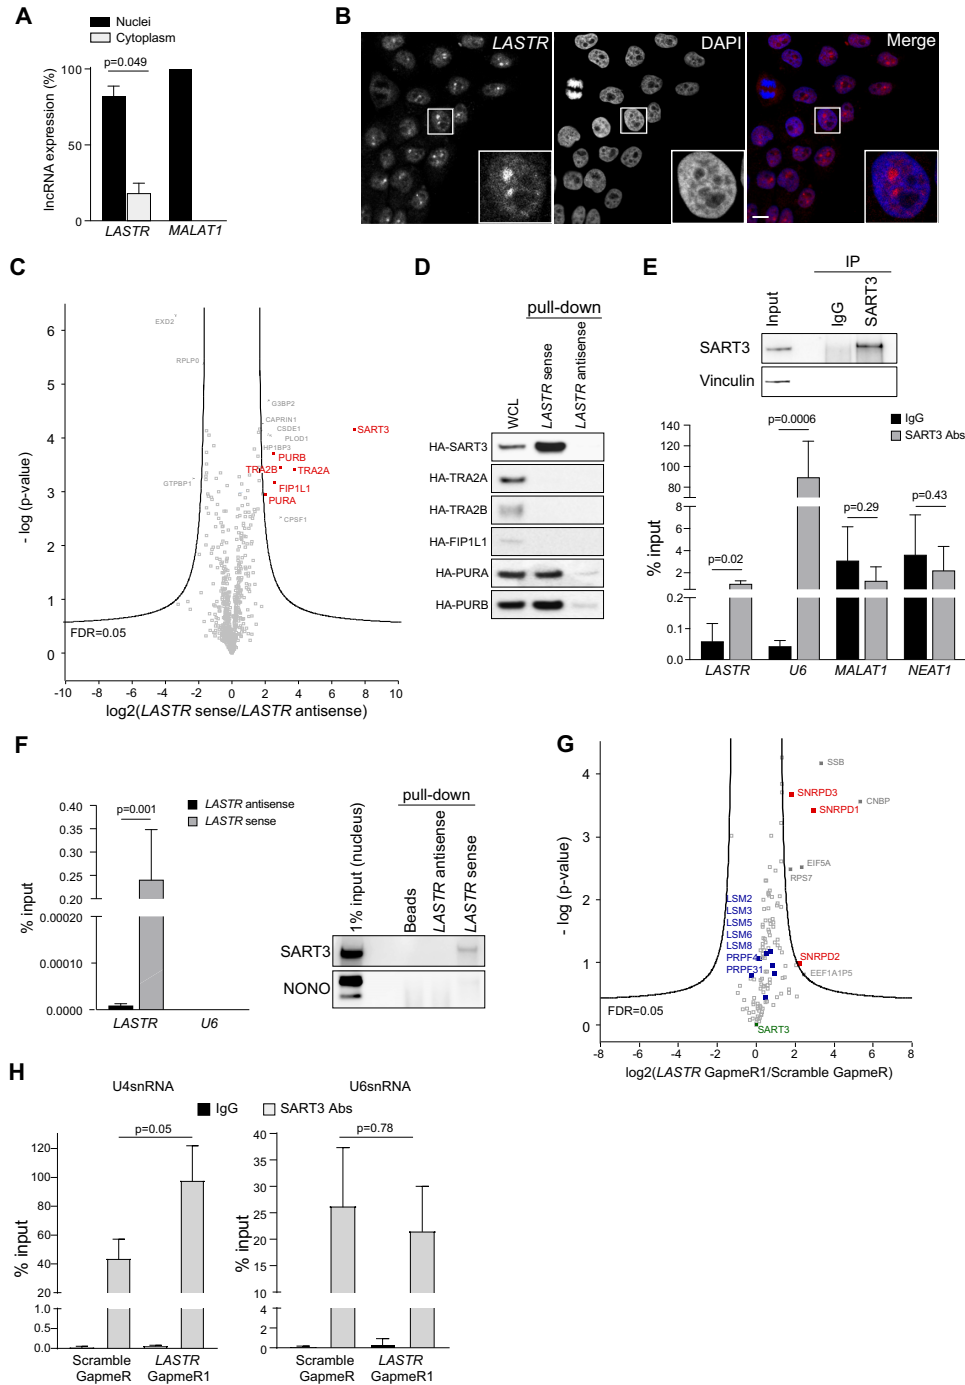 A
Nuclei
Cytoplasm
p=0.049
100
50
0
lncRNA expression (%)
LASTR
MALAT1
B
LASTR
DAPI
Merge
C
6
5
4
3
2
1
0
- log (p-value)
EXD2
RPLP0
G3BP2
CAPRIN1
CSDE1
PLOD1
HP1BP3
SART3
PURB
TRA2B
TRA2A
GTPBP1
FIP1L1
PURA
CPSF1
FDR=0.05
-10 -8 -6 -4 -2 0 2 4 6 8 10
log2(LASTR sense/LASTR antisense)
D
pull-down
WCL
LASTR sense
LASTR antisense
HA-SART3
HA-TRA2A
HA-TRA2B
HA-FIP1L1
HA-PURA
HA-PURB
E
IP
Input
IgG
SART3
SART3
Vinculin
p=0.0006
IgG
SART3 Abs
140
120
100
80
60
40
20
8
6
4
2
0.2
0.1
0.0
% input
p=0.02
p=0.29
p=0.43
LASTR
U6
MALAT1
NEAT1
F
LASTR antisense
LASTR sense
p=0.001
0.40
0.35
0.30
0.25
0.20
0.00020
0.00010
0.0000
% input
LASTR
U6
pull-down
1% input (nucleus)
Beads
LASTR antisense
LASTR sense
SART3
NONO
G
4
3
2
1
0
- log (p-value)
SSB
SNRPD3
CNBP
SNRPD1
EIF5A
RPS7
LSM2
LSM3
LSM5
LSM6
LSM8
PRPF4
PRPF31
SNRPD2
EEF1A1P5
FDR=0.05
SART3
-8 -6 -4 -2 0 2 4 6 8
log2(LASTR GapmeR1/Scramble GapmeR)
H
U4snRNA
U6snRNA
IgG
SART3 Abs
p=0.05
120
100
80
60
40
20
1.0
0.5
0.0
% input
Scramble GapmeR
LASTR GapmeR1
p=0.78
40
35
30
25
20
15
10
4
2
0
% input
Scramble GapmeR
LASTR GapmeR1